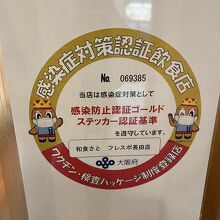 感染症対策認証飲食店
No. 069385
当店は感染症対策として
感染防止認証ゴールド
ステッカー認証基準
を遵守しています。
和食さと フレスポ長田店
大阪府
ワクチン・検査パッケージ制度登録店